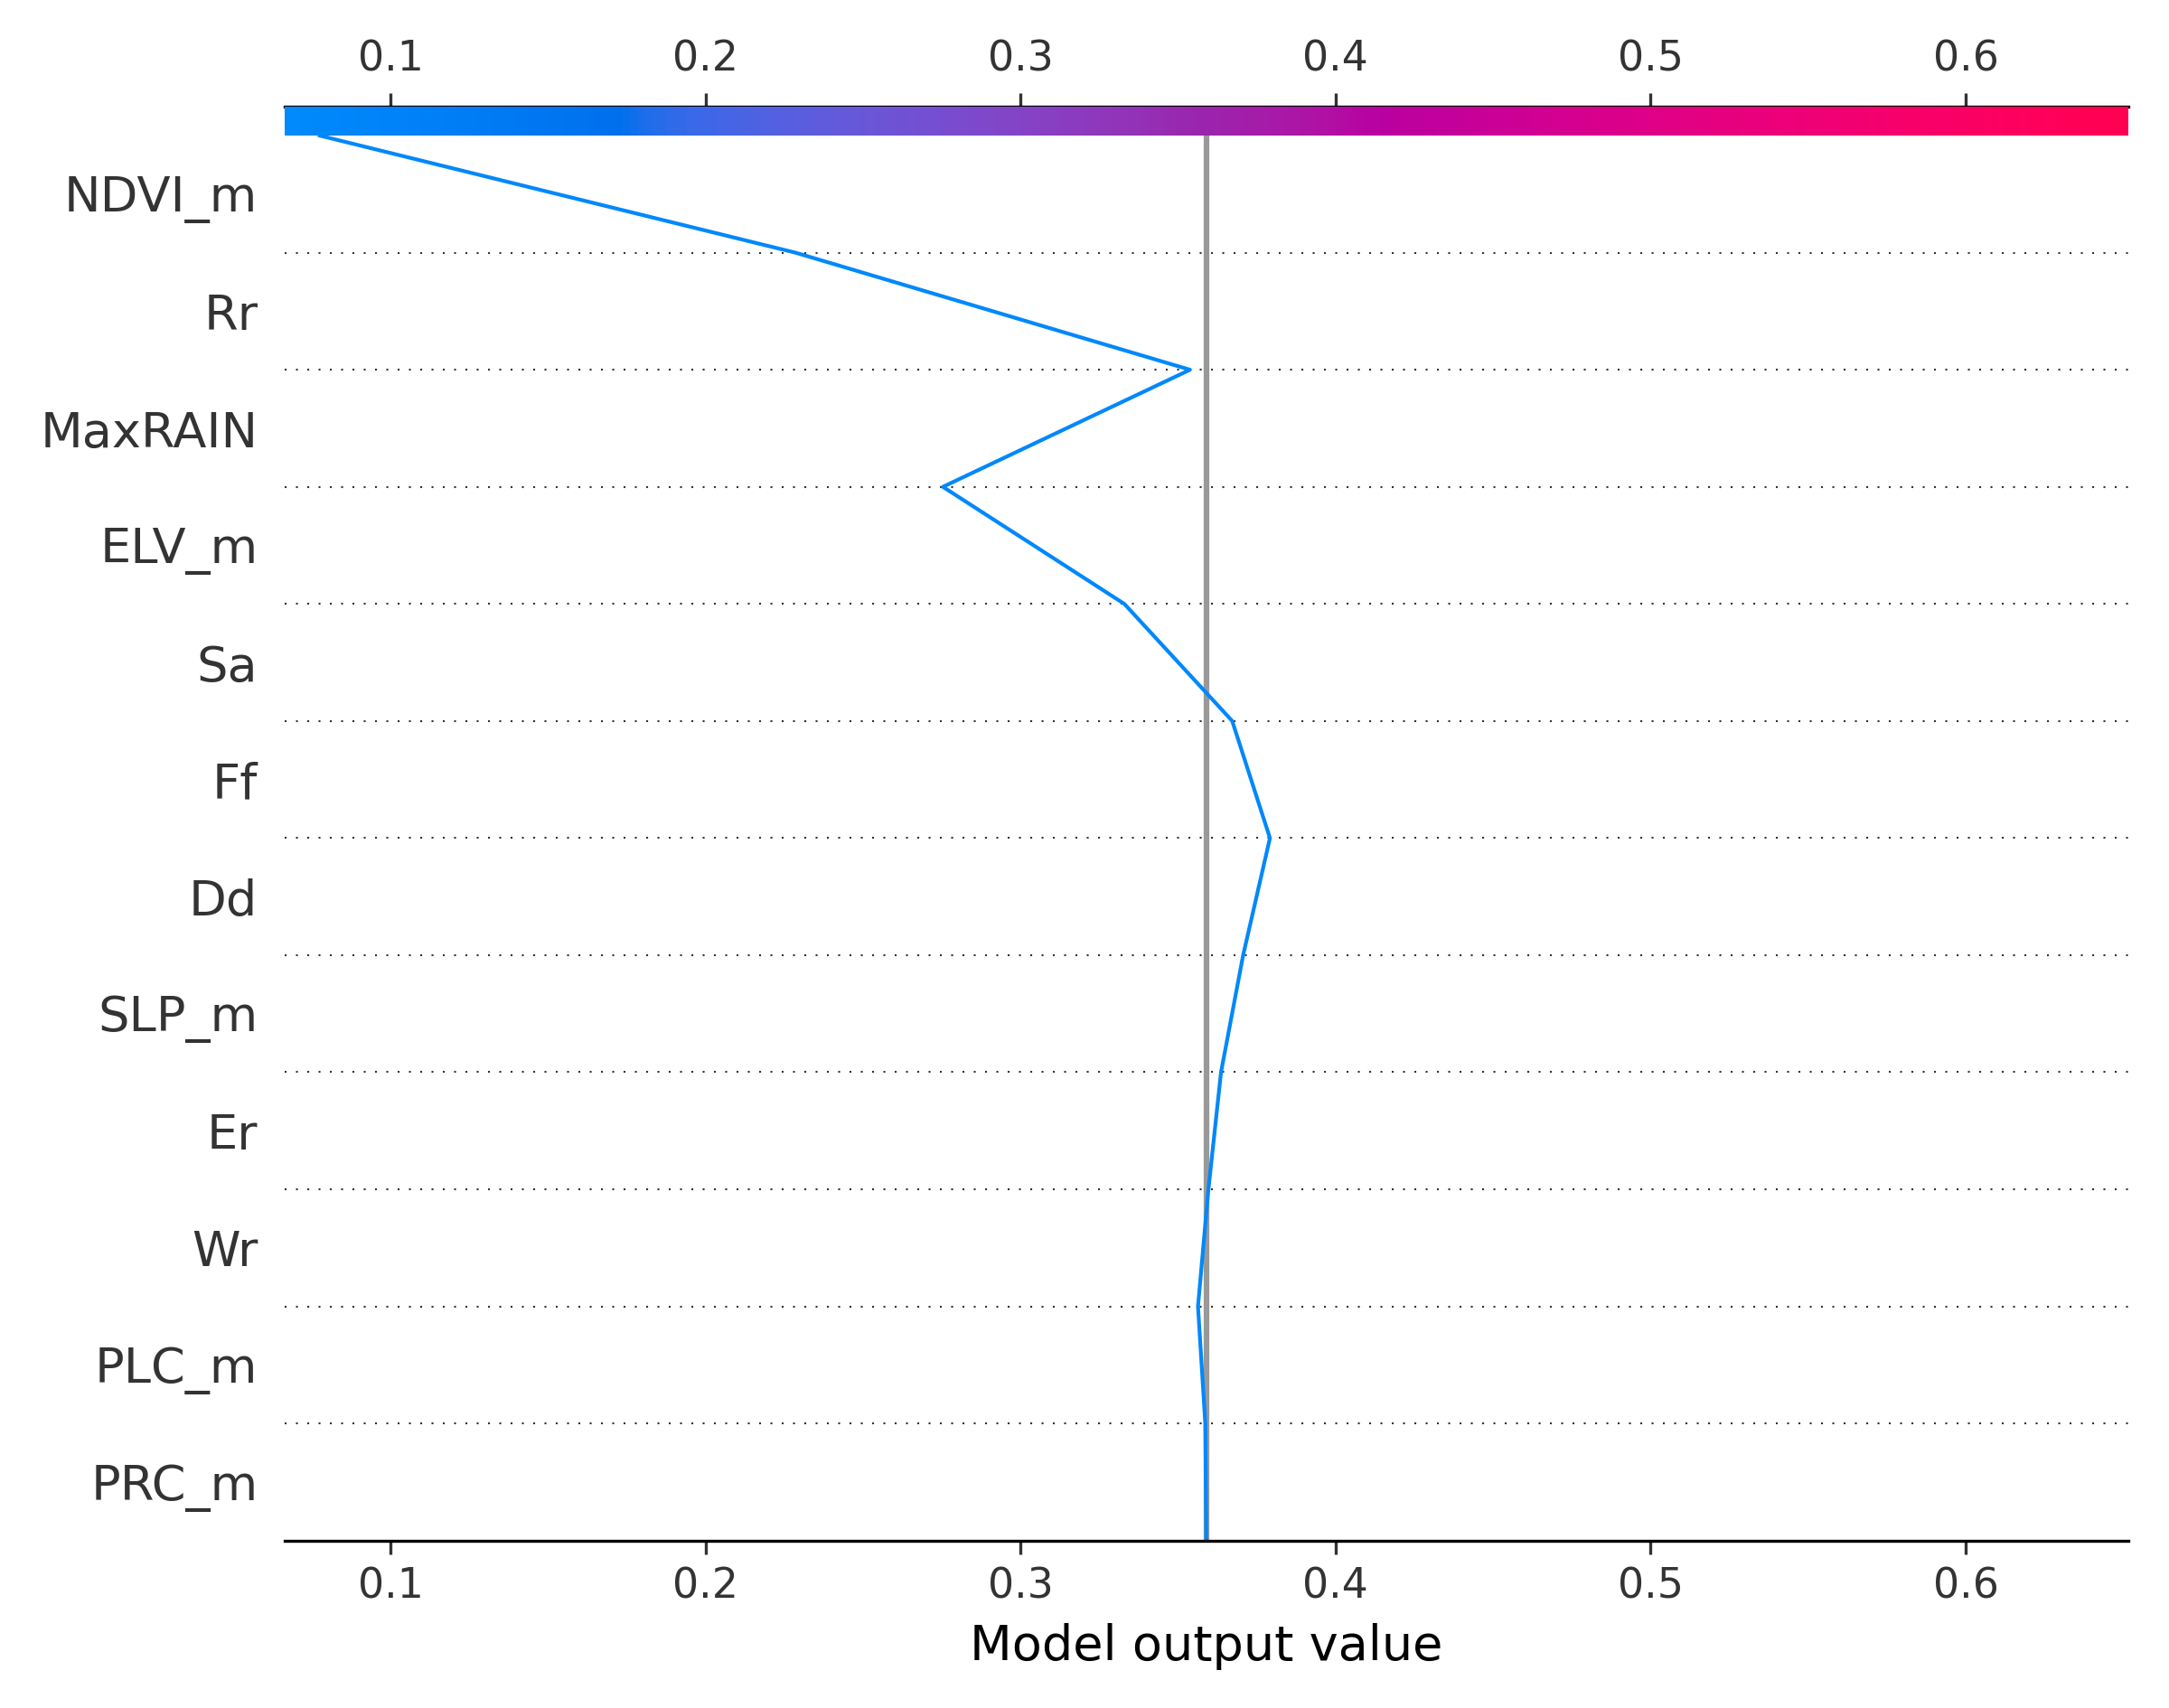 0.1 0.2 0.3 0.4 0.5 0.6
NDVI_m
Rr
MaxRAIN
ELV_m
Sa
Ff
Dd
SLP_m
Er
Wr
PLC_m
PRC_m
0.1 0.2 0.3 0.4 0.5 0.6
Model output value